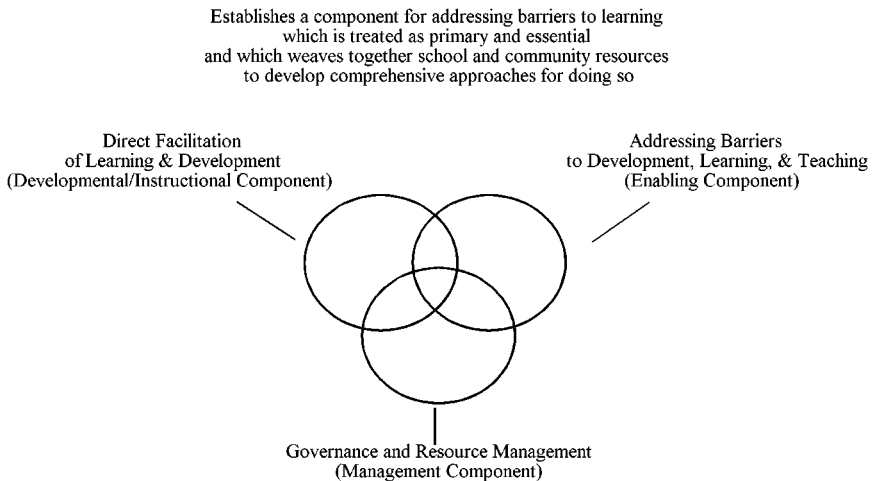 Establishes a component for addressing barriers to learning
which is treated as primary and essential
and which weaves together school and community resources
to develop comprehensive approaches for doing so
Direct Facilitation
of Learning & Development
(Developmental/Instructional Component)
Addressing Barriers
to Development, Learning, & Teaching
(Enabling Component)
Governance and Resource Management
(Management Component)